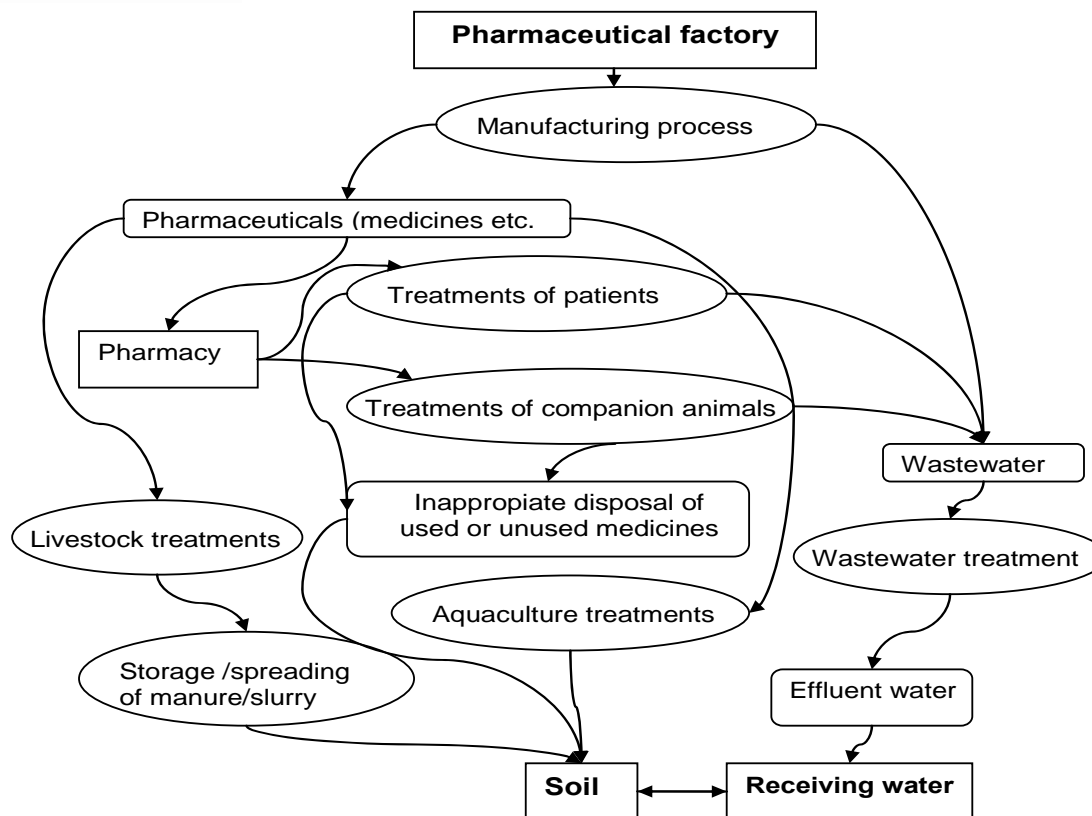 Pharmaceutical factory
Manufacturing process
Pharmaceuticals (medicines etc.
Treatments of patients
Pharmacy
Treatments of companion animals
Wastewater
Inappropiate disposal of
used or unused medicines
Livestock treatments
Wastewater treatment
Aquaculture treatments
Storage /spreading
of manure/slurry
Effluent water
Soil
Receiving water